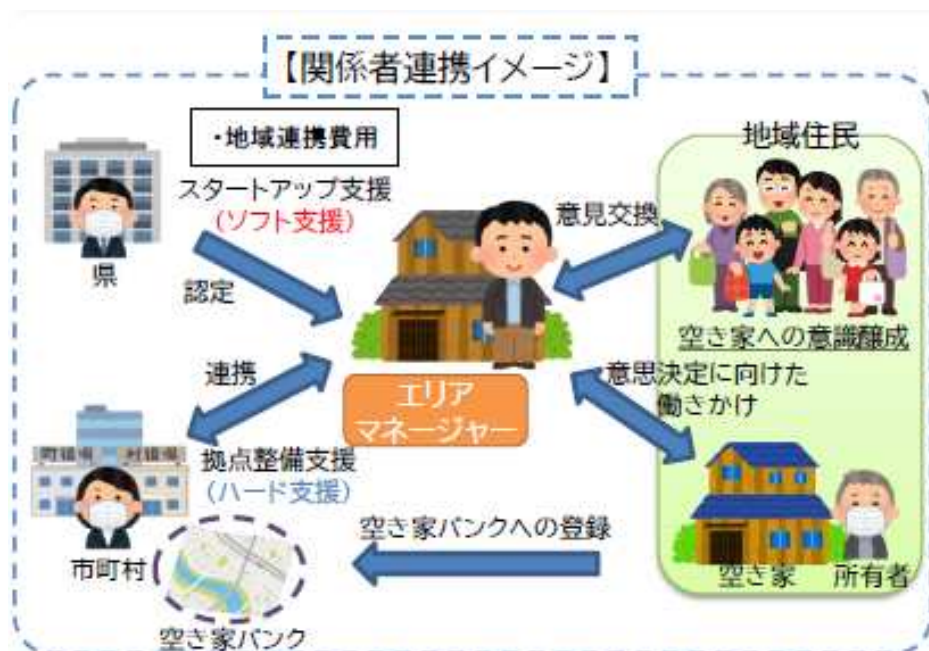 【関係者連携イメージ】
・地域連携費用
スタートアップ支援
(ソフト支援)
県
認定
地域住民
意見交換
空き家への意識醸成
エリア
マネージャー
連携
意思決定に向けた
働きかけ
拠点整備支援
(ハード支援)
市町村
空き家バンクへの登録
空き家バンク
空き家
所有者